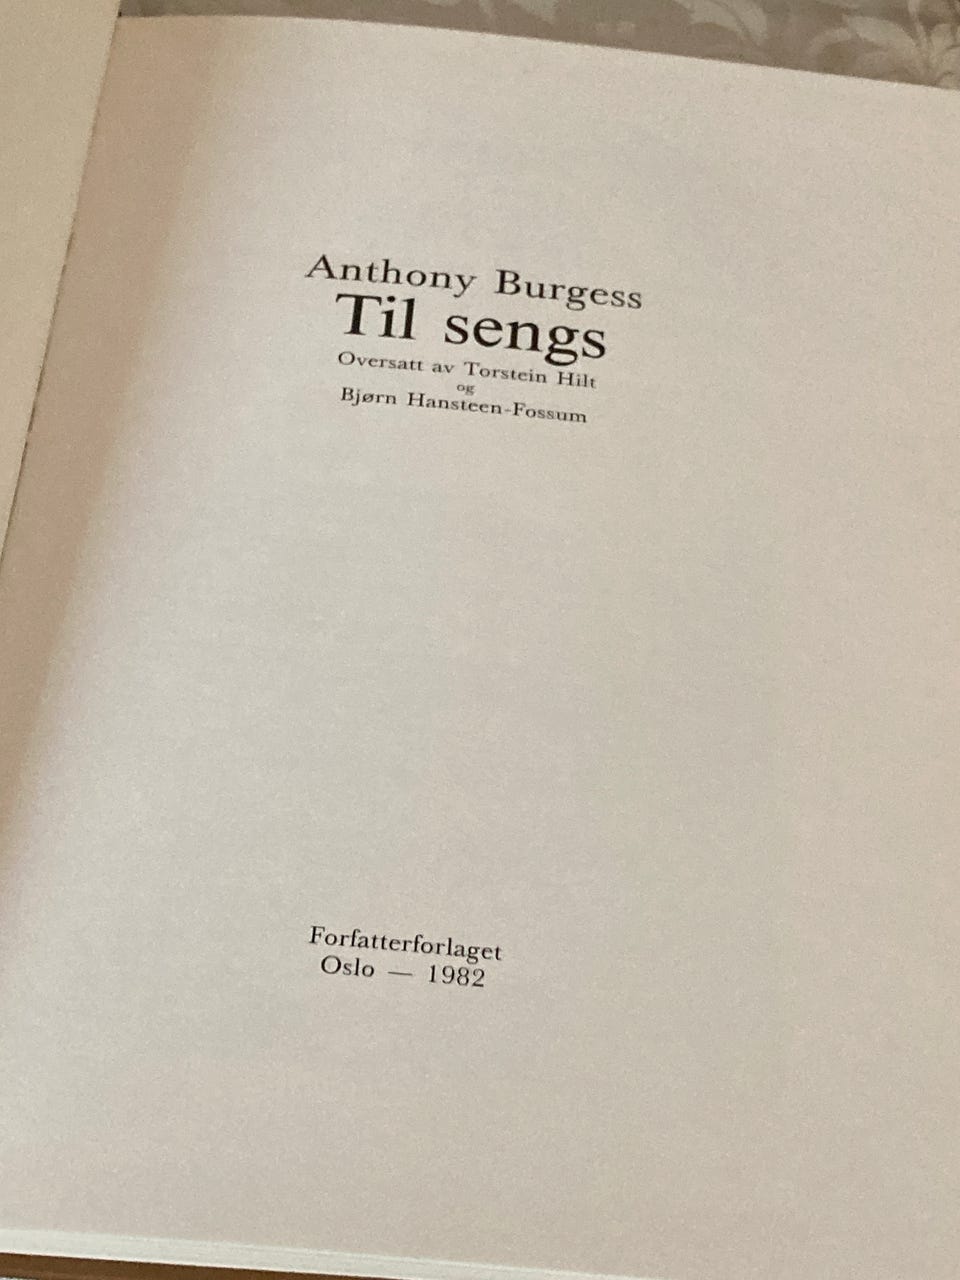 Anthony Burgess
Til sengs
Oversatt av Torstein Hilt
og
Bjørn Hansteen-Fossum
Forfatterforlaget
Oslo — 1982